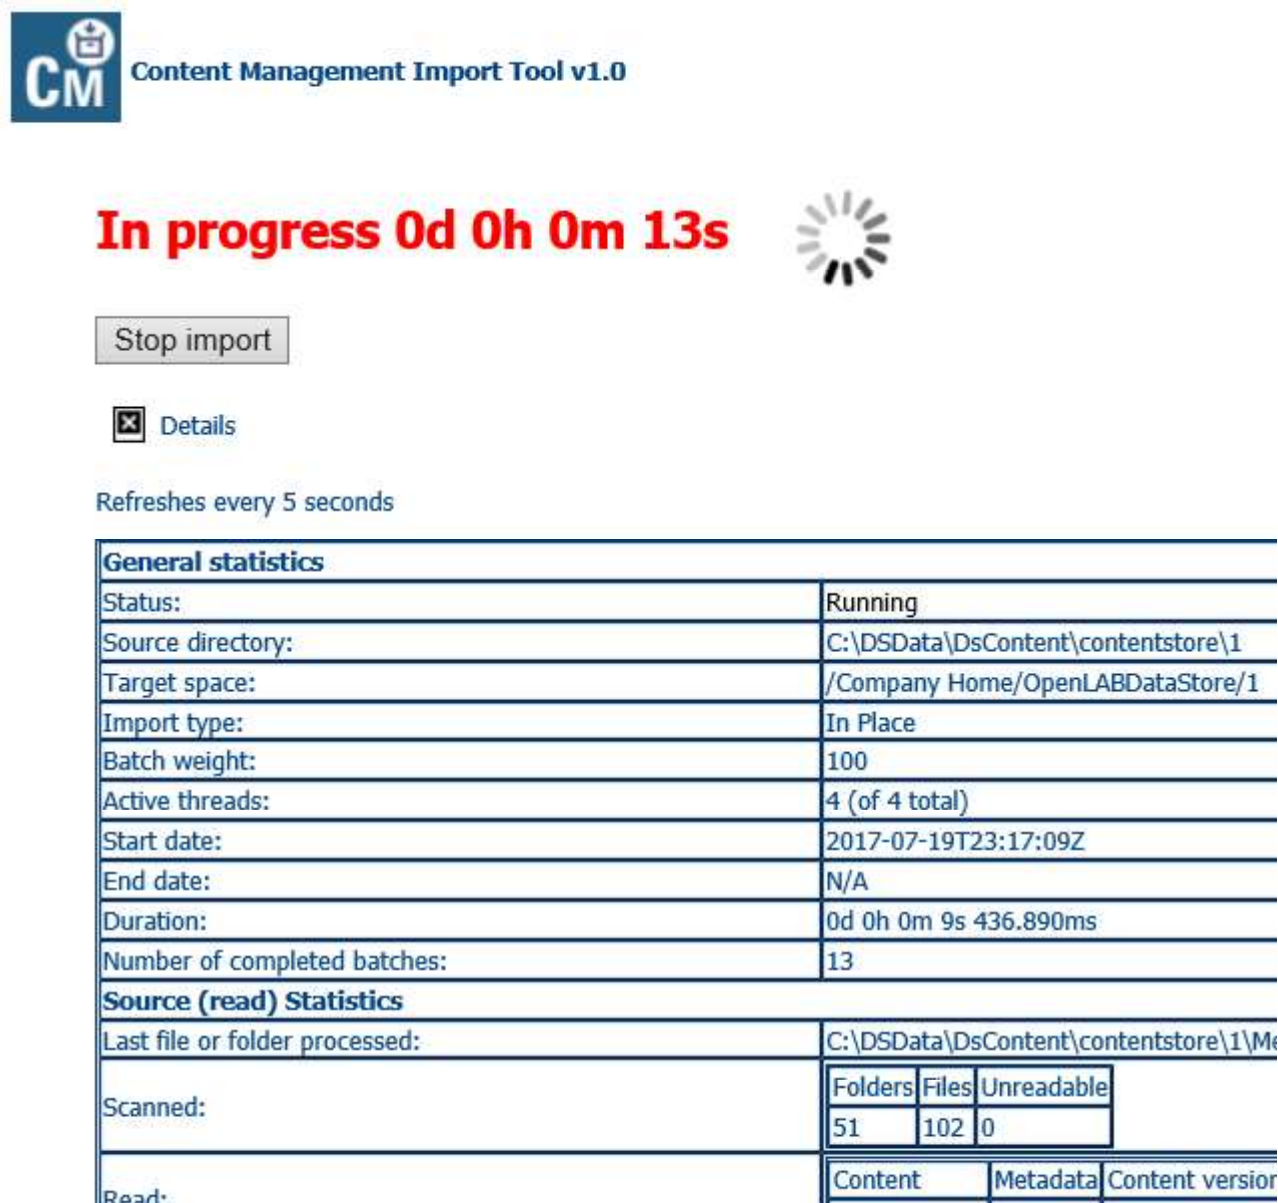 CM
Content Management Import Tool v1.0
In progress 0d 0h 0m 13s
Stop import
Details
Refreshes every 5 seconds
General statistics
Status: Running
Source directory: C:\DSData\DsContent\contentstore\1
Target space: /Company Home/OpenLABDataStore/1
Import type: In Place
Batch weight: 100
Active threads: 4 (of 4 total)
Start date: 2017-07-19T23:17:09Z
End date: N/A
Duration: 0d 0h 0m 9s 436.890ms
Number of completed batches: 13
Source (read) Statistics
Last file or folder processed: C:\DSData\DsContent\contentstore\1\Me
Folders Files Unreadable
Scanned:
51 102 0
Content Metadata Content version
Read: